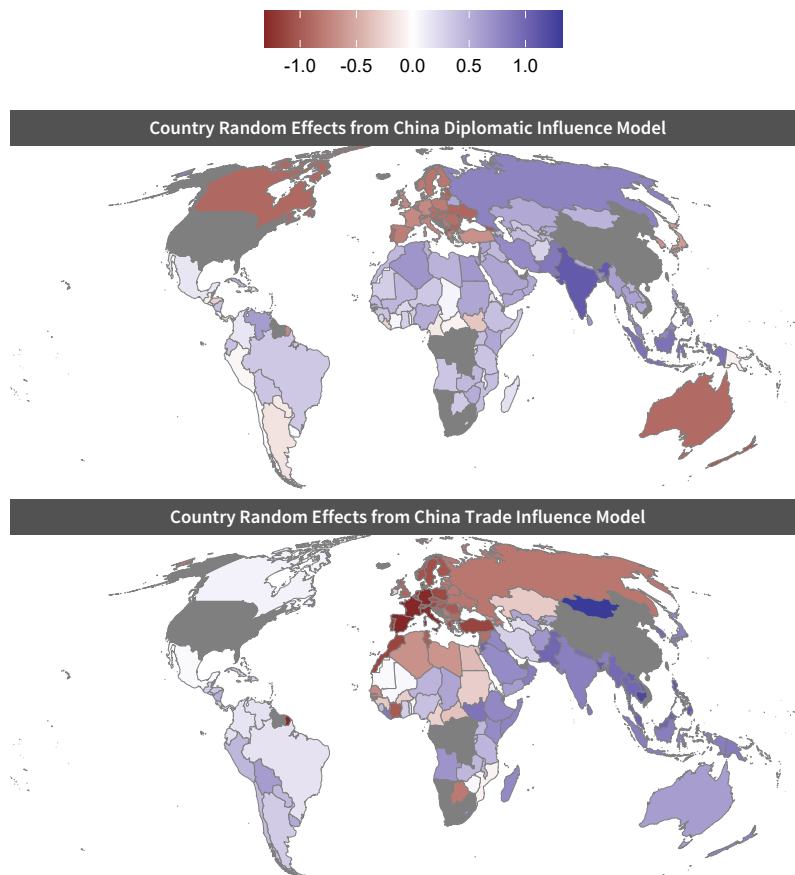 -1.0 -0.5 0.0 0.5 1.0
Country Random Effects from China Diplomatic Influence Model
Country Random Effects from China Trade Influence Model